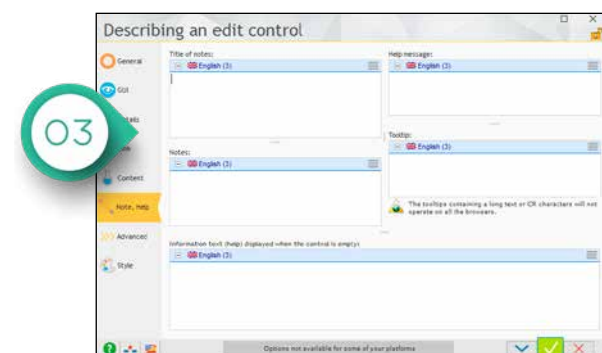 Describing an edit control
General
GUI
03
Content
Note, help
Advanced
Style
Title of notes:
English (3)
Help message:
English (3)
Notes:
English (3)
Tooltip:
English (3)
The tooltips containing a long text or CR characters will not
operate on all the browsers.
Information text (help) displayed when the control is empty:
English (3)
Options not available for some of your platforms